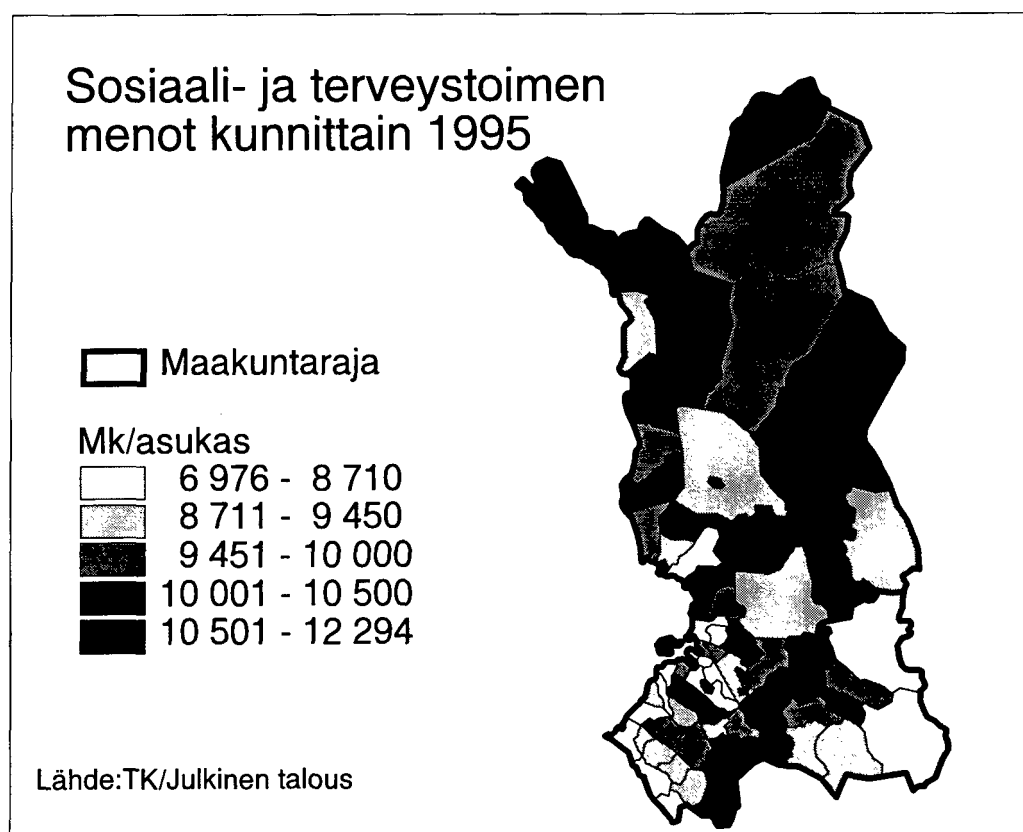 Sosiaali- ja terveystoimen
menot kunnittain 1995
Maakuntaraja
Mk/asukas
6 976 - 8 710
8 711 - 9 450
9 451 - 10 000
10 001 - 10 500
10 501 - 12 294
Lähde:TK/Julkinen talous